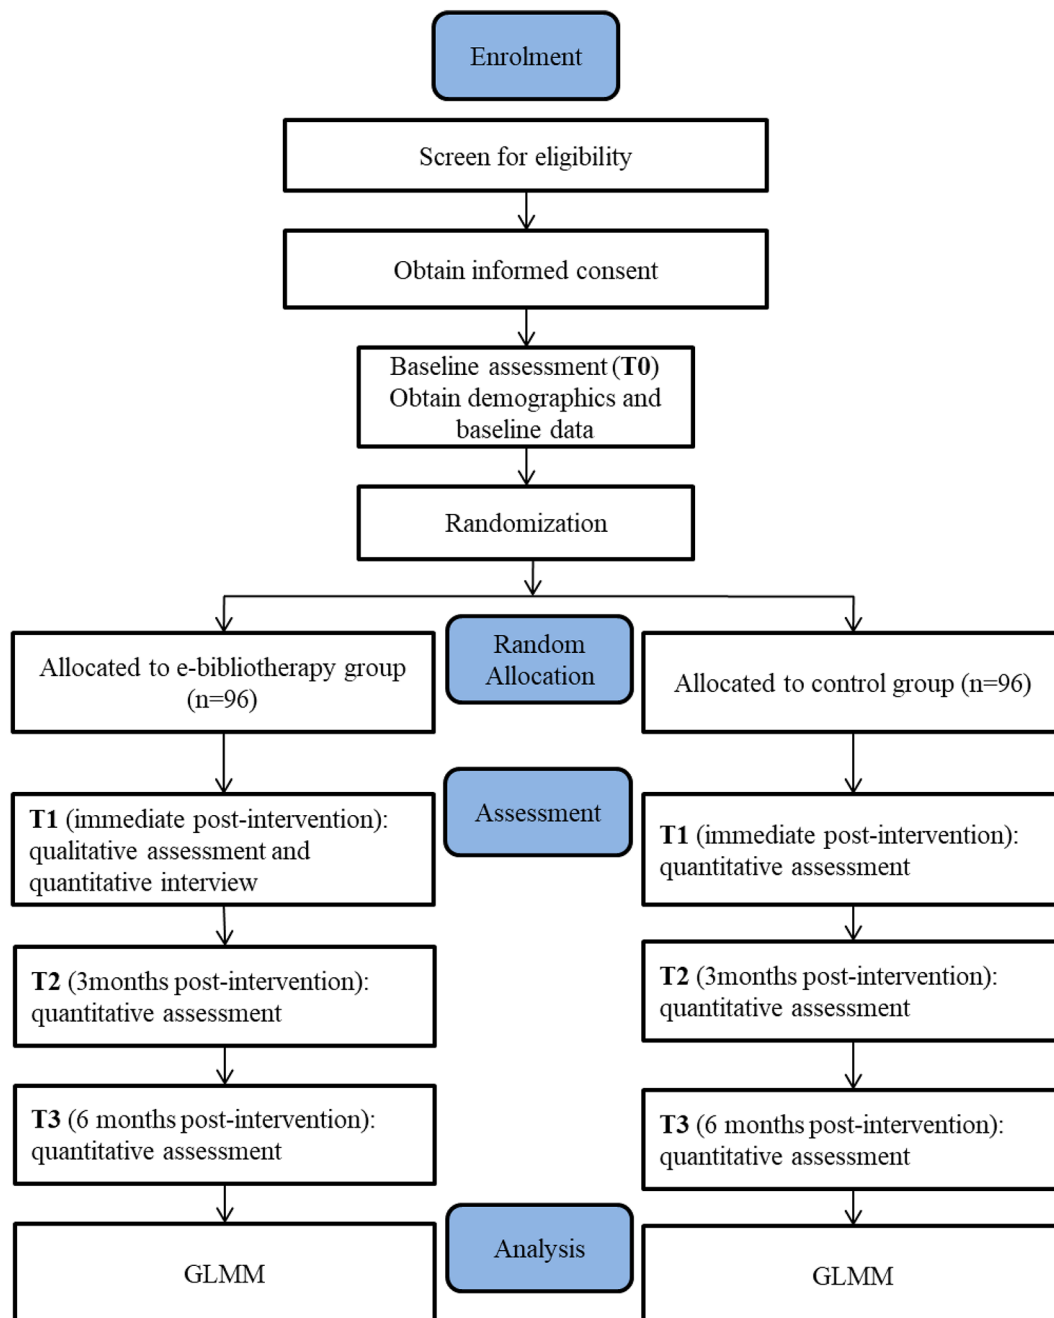 Enrolment
Screen for eligibility
Obtain informed consent
Baseline assessment (T0)
Obtain demographics and
baseline data
Randomization
Allocated to e-bibliotherapy group
(n=96)
Random
Allocation
Allocated to control group (n=96)
T1 (immediate post-intervention):
qualitative assessment and
quantitative interview
Assessment
T1 (immediate post-intervention):
quantitative assessment
T2 (3months post-intervention):
quantitative assessment
T2 (3months post-intervention):
quantitative assessment
T3 (6 months post-intervention):
quantitative assessment
T3 (6 months post-intervention):
quantitative assessment
GLMM
Analysis
GLMM